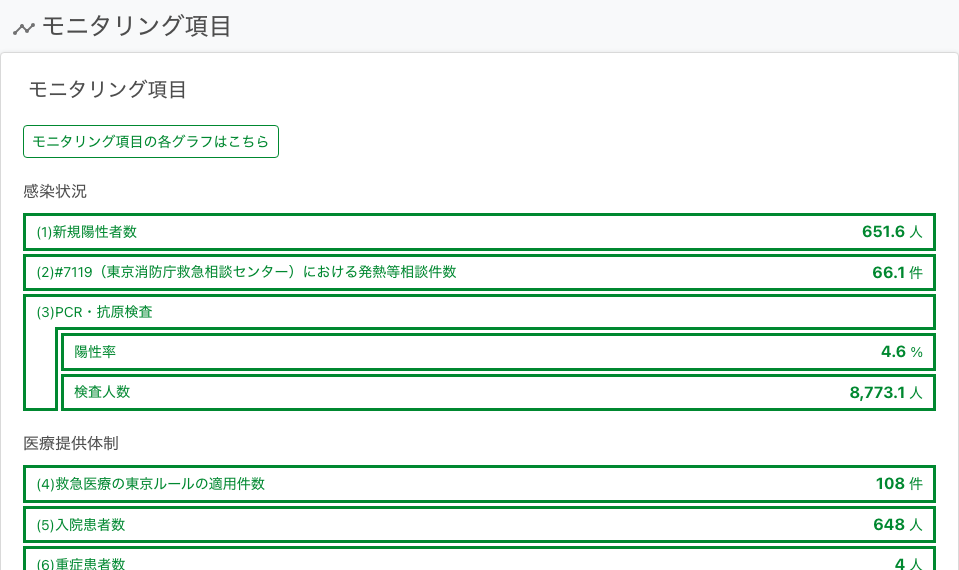 モニタリング項目
モニタリング項目
モニタリング項目の各グラフはこちら
感染状況
(1)新規陽性者数 651.6 人
(2)#7119（東京消防庁救急相談センター）における発熱等相談件数 66.1 件
(3)PCR・抗原検査
陽性率 4.6 %
検査人数 8,773.1 人
医療提供体制
(4)救急医療の東京ルールの適用件数 108 件
(5)入院患者数 648 人
(6)重症患者数 4 人